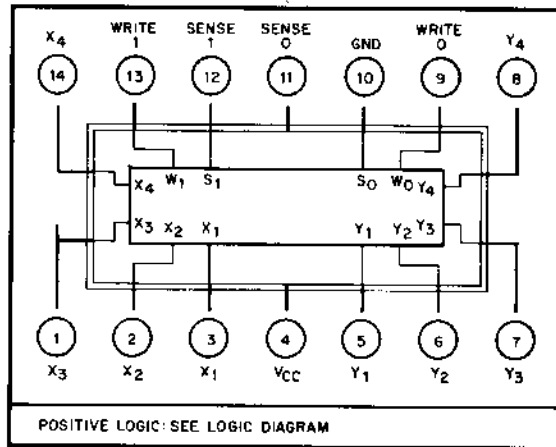 X4 WRITE 1 SENSE 1 SENSE 0 GND WRITE 0 Y4
14 13 12 11 10 9 8
X4 W1 S1 S0 W0 Y4
X3 X2 X1 Y1 Y2 Y3
1 2 3 4 5 6 7
X3 X2 X1 VCC Y1 Y2 Y3
POSITIVE LOGIC: SEE LOGIC DIAGRAM